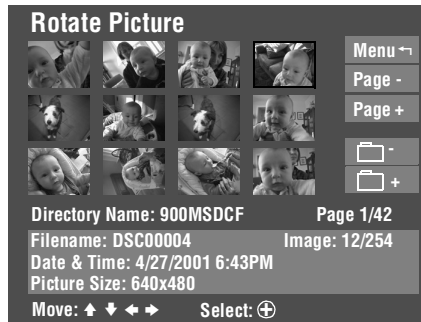 Rotate Picture
Menu
Page -
Page +
-
+
Directory Name: 900MSDCF Page 1/42
Filename: DSC00004 Image: 12/254
Date & Time: 4/27/2001 6:43PM
Picture Size: 640x480
Move: Select: